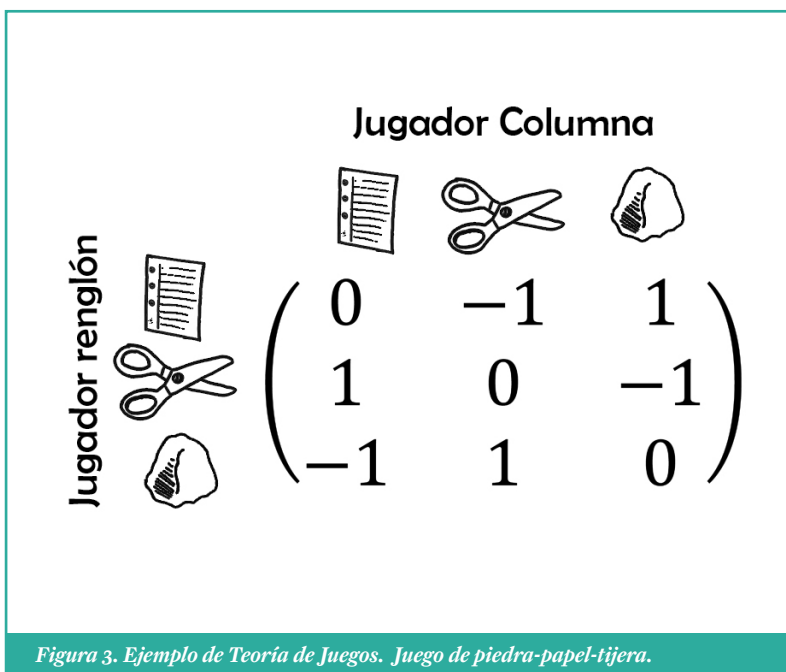 Jugador Columna
Jugador renglón
0 −1 1
1 0 −1
−1 1 0
Figura 3. Ejemplo de Teoría de Juegos. Juego de piedra-papel-tijera.